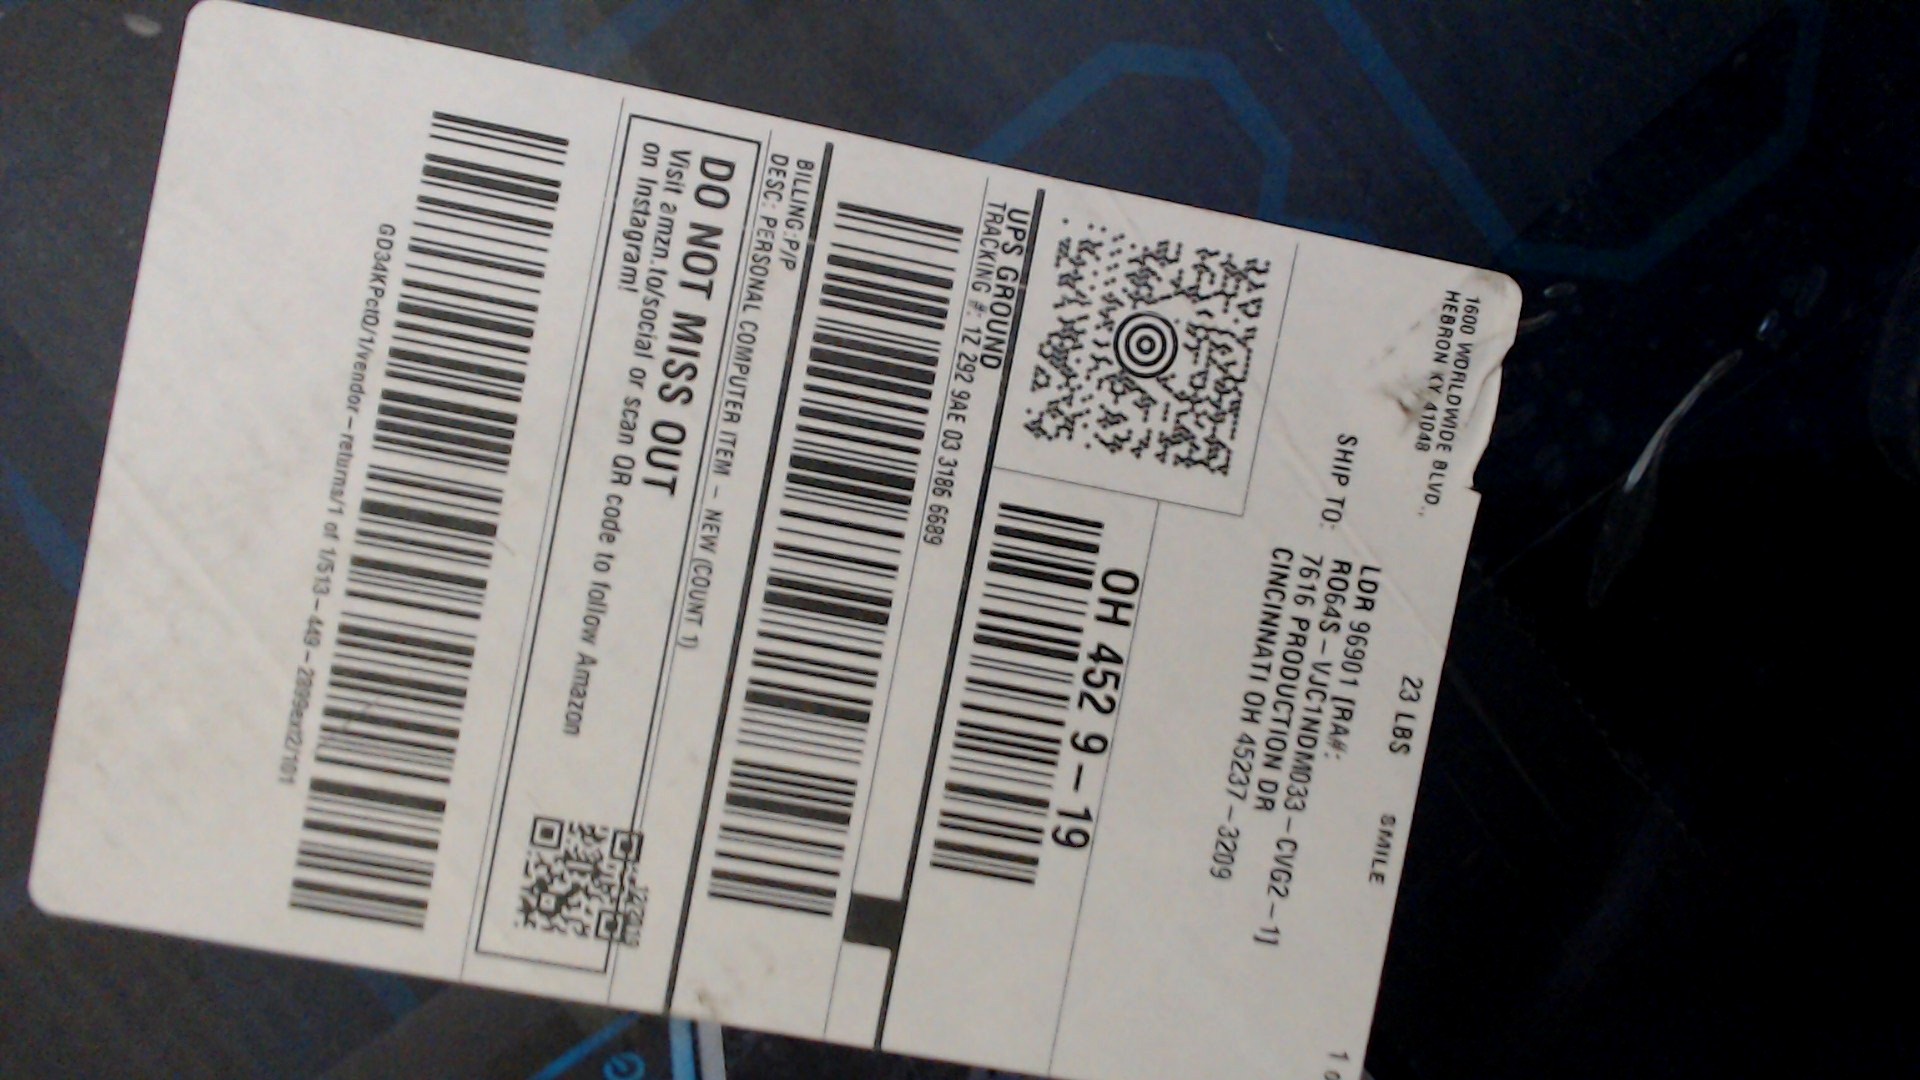 1600 WORLDWIDE BLVD.,
HEBRON KY 41048
23 LBS
SMILE
SHIP TO:
LDR 96901 [RA#:
RO64S-VJC1NDM033-CVG2-1]
7616 PRODUCTION DR
CINCINNATI OH 45237-3209
OH 452 9-19
UPS GROUND
TRACKING #: 1Z 292 9AE 03 3186 6689
BILLING: P/P
DESC: PERSONAL COMPUTER ITEM - NEW (COUNT 1)
DO NOT MISS OUT
Visit amzn.to/social or scan QR code to follow Amazon
on Instagram!